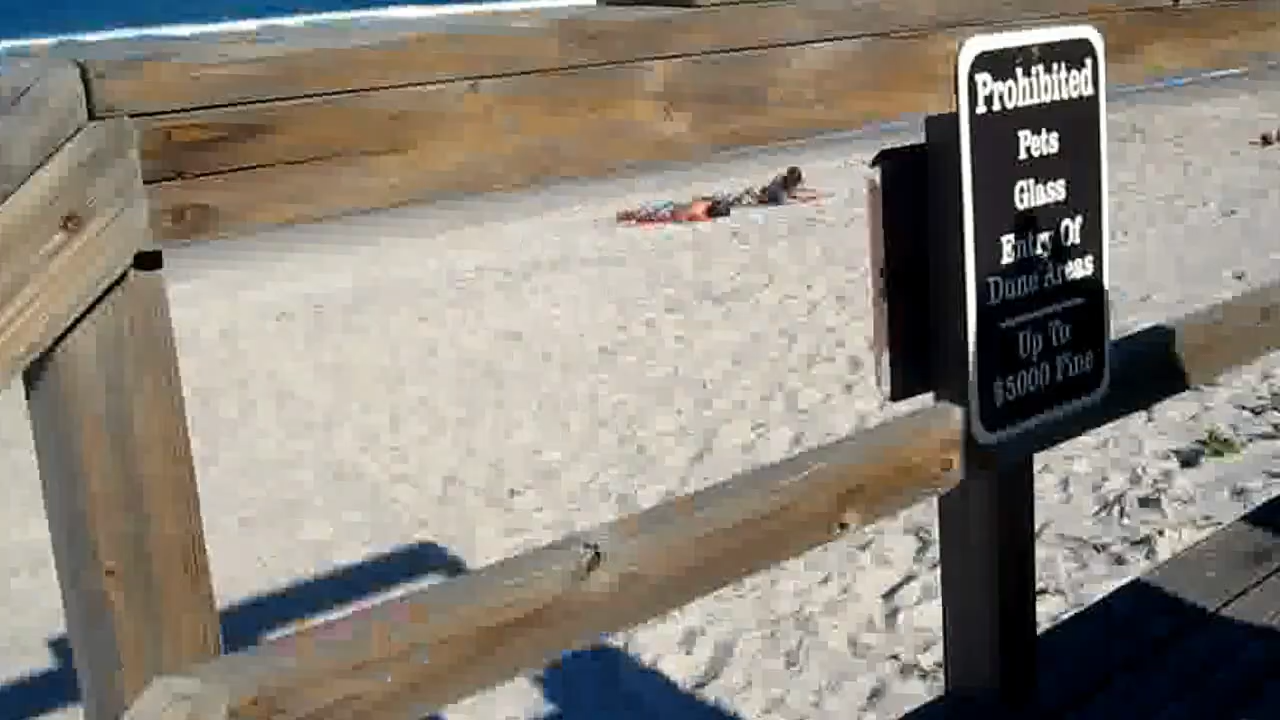 Prohibited
Pets
Glass
Entry Of
Dune Areas
Up To
$5000 Fine